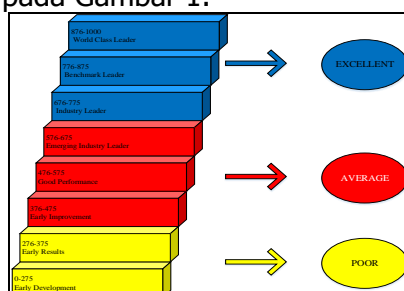 pada Gambar 1.
876-1000
World Class Leader
776-875
Benchmark Leader
EXCELLENT
676-775
Industry Leader
576-675
Emerging Industry Leader
476-575
Good Performance
AVERAGE
376-475
Early Improvement
276-375
Early Results
POOR
0-275
Early Development